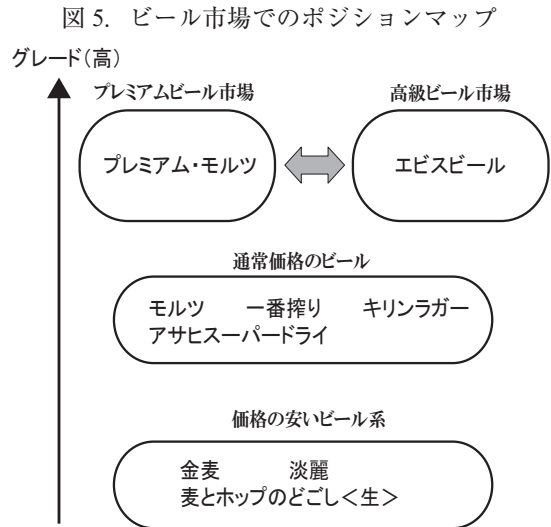 図 5. ビール市場でのポジションマップ
グレード(高)
プレミアムビール市場
高級ビール市場
プレミアム・モルツ
エビスビール
通常価格のビール
モルツ 一番搾り キリンラガー
アサヒスーパードライ
価格の安いビール系
金麦 淡麗
麦とホップのどごし＜生＞